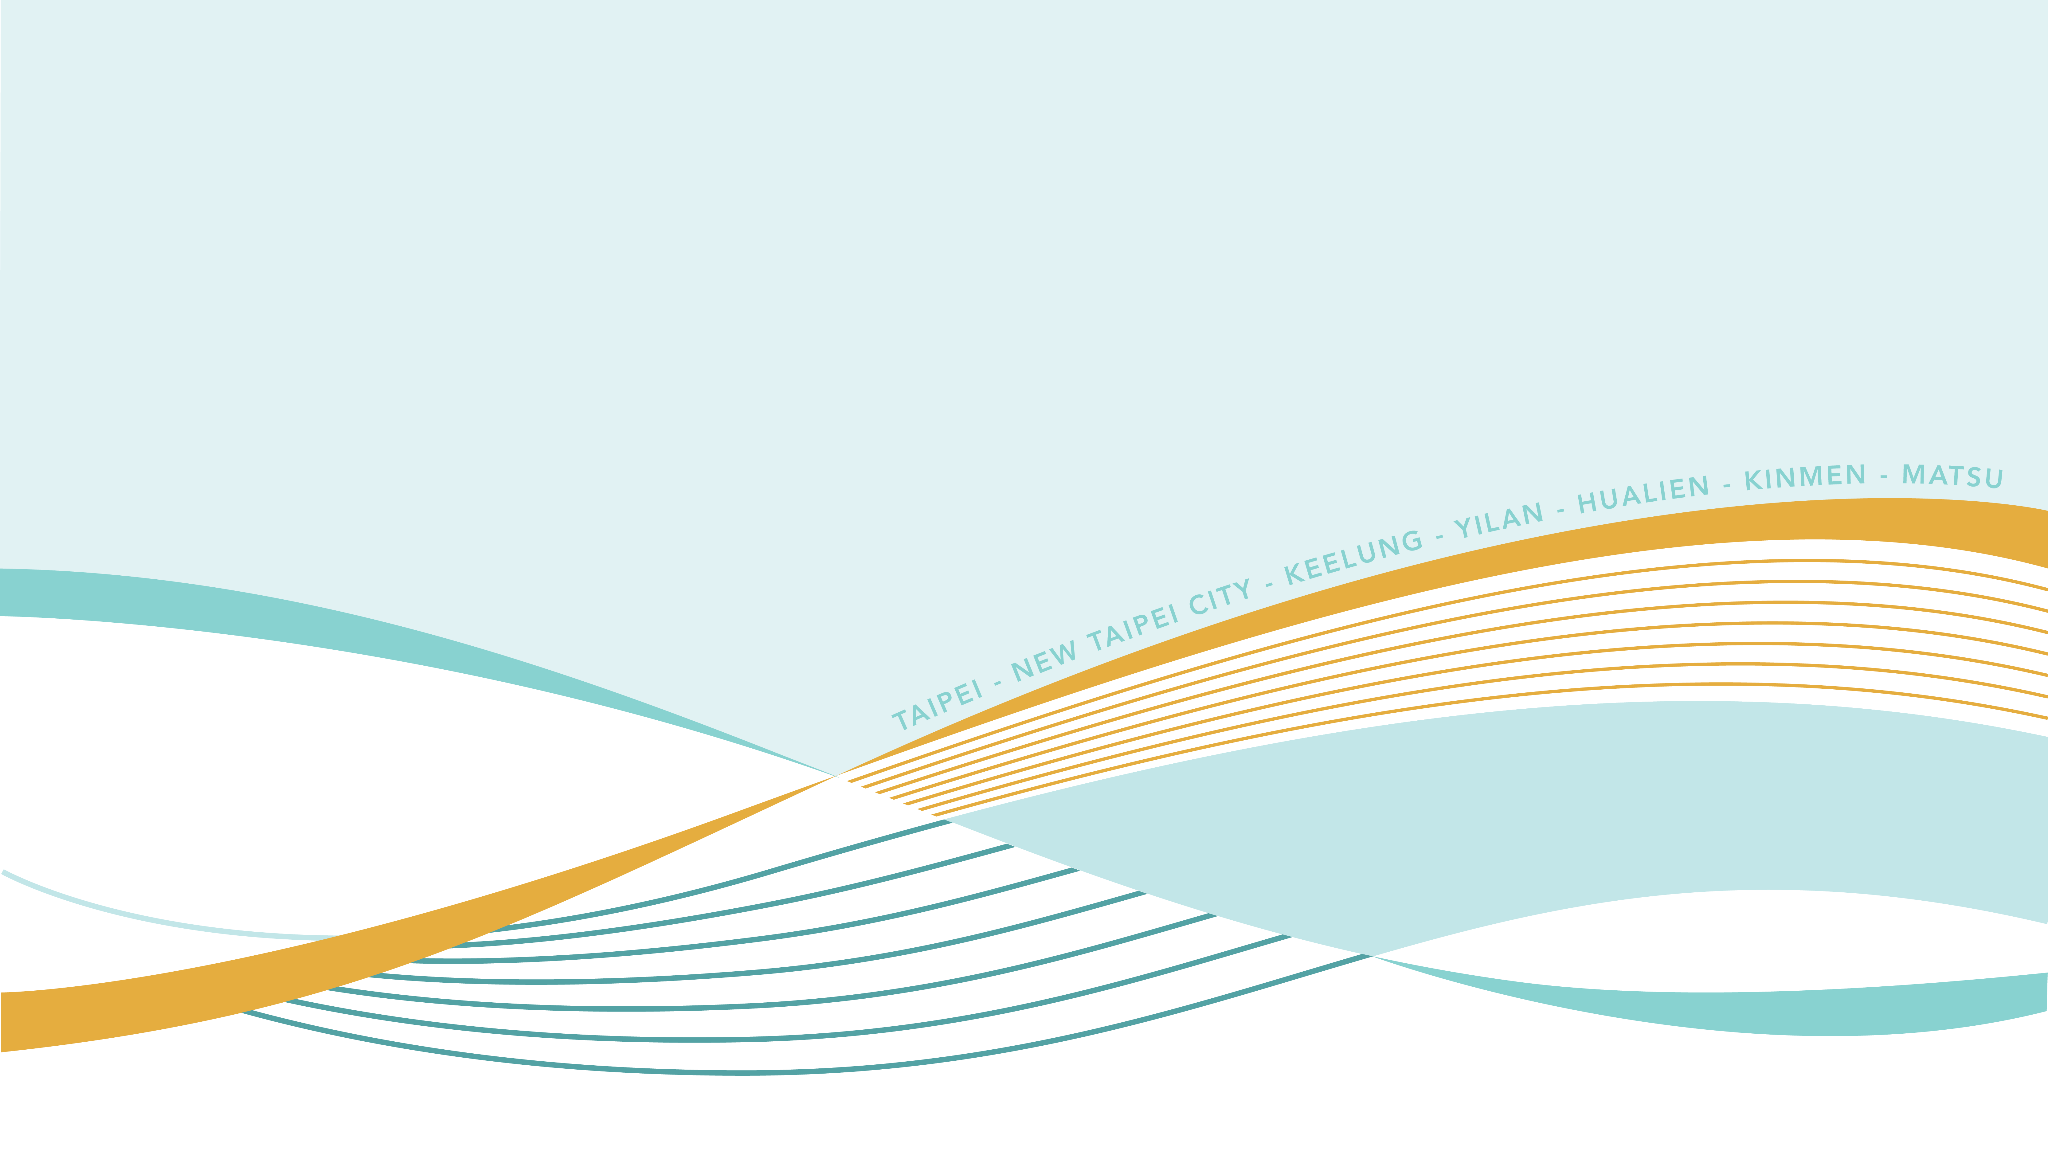 TAIPEI - NEW TAIPEI CITY - KEELUNG - YILAN - HUALIEN - KINMEN - MATSU